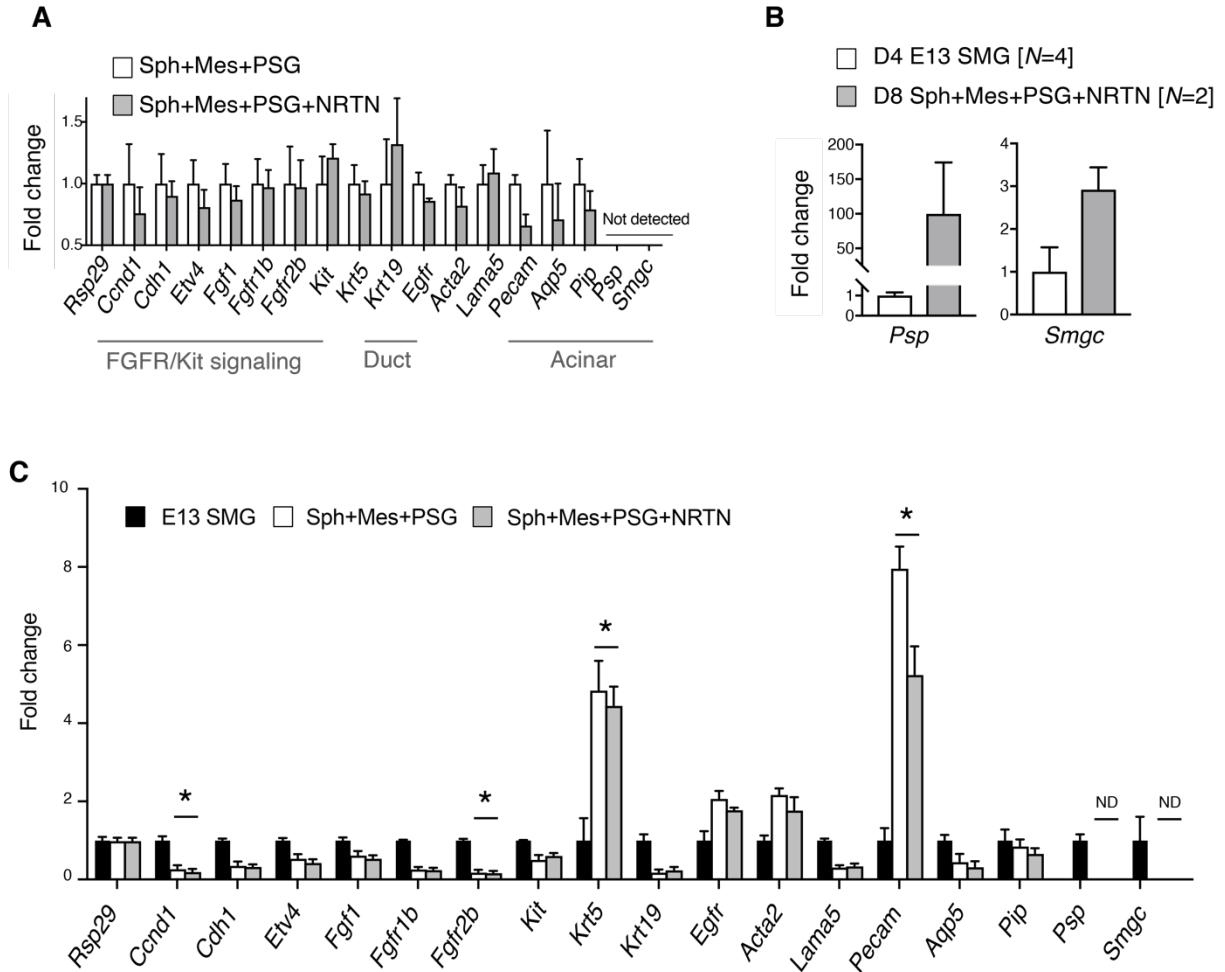 A
Sph+Mes+PSG
Sph+Mes+PSG+NRTN
Fold change
1.5
1.0
0.5
Not detected
Rsp29
Ccnd1
Cdh1
Etv4
Fgf1
Fgfr1b
Fgfr2b
Kit
Krt5
Krt19
Egfr
Acta2
Lama5
Pecam
Aqp5
Pip
Psp
Smgc
FGFR/Kit signaling
Duct
Acinar
B
D4 E13 SMG [N=4]
D8 Sph+Mes+PSG+NRTN [N=2]
Fold change
200
150
100
50
1
0
Psp
4
3
2
1
0
Smgc
C
E13 SMG
Sph+Mes+PSG
Sph+Mes+PSG+NRTN
Fold change
10
8
6
4
2
0
*
*
*
*
ND
ND
Rsp29
Ccnd1
Cdh1
Etv4
Fgf1
Fgfr1b
Fgfr2b
Kit
Krt5
Krt19
Egfr
Acta2
Lama5
Pecam
Aqp5
Pip
Psp
Smgc